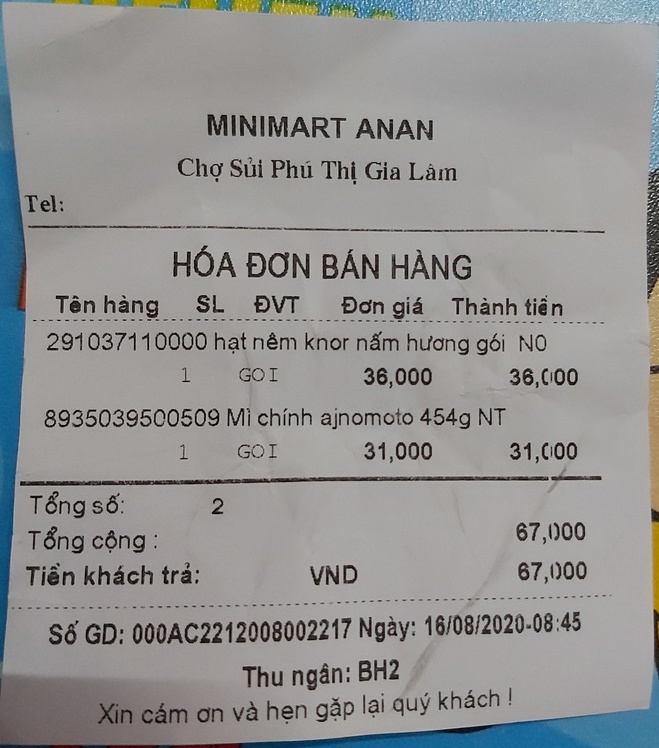 MINIMART ANAN
Chợ Sủi Phú Thị Gia Lâm
Tel:
HÓA ĐƠN BÁN HÀNG
Tên hàng SL ĐVT Đơn giá Thành tiền
291037110000 hạt nêm knor nấm hương gói N0
1 GOI 36,000 36,000
8935039500509 Mì chính ajnomoto 454g NT
1 GOI 31,000 31,000
Tổng số: 2
Tổng cộng : 67,000
Tiền khách trả: VND 67,000
Số GD: 000AC2212008002217 Ngày: 16/08/2020-08:45
Thu ngân: BH2
Xin cám ơn và hẹn gặp lại quý khách !